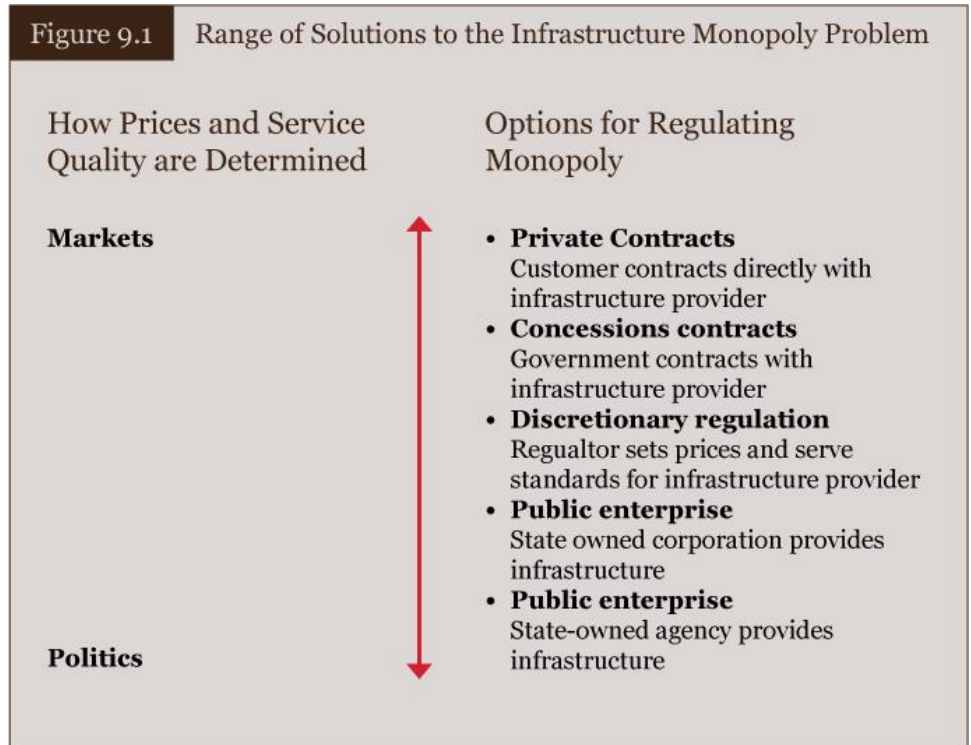 Figure 9.1 Range of Solutions to the Infrastructure Monopoly Problem
How Prices and Service
Quality are Determined
Options for Regulating
Monopoly
Markets
Politics
• Private Contracts
Customer contracts directly with
infrastructure provider
• Concessions contracts
Government contracts with
infrastructure provider
• Discretionary regulation
Regualtor sets prices and serve
standards for infrastructure provider
• Public enterprise
State owned corporation provides
infrastructure
• Public enterprise
State-owned agency provides
infrastructure